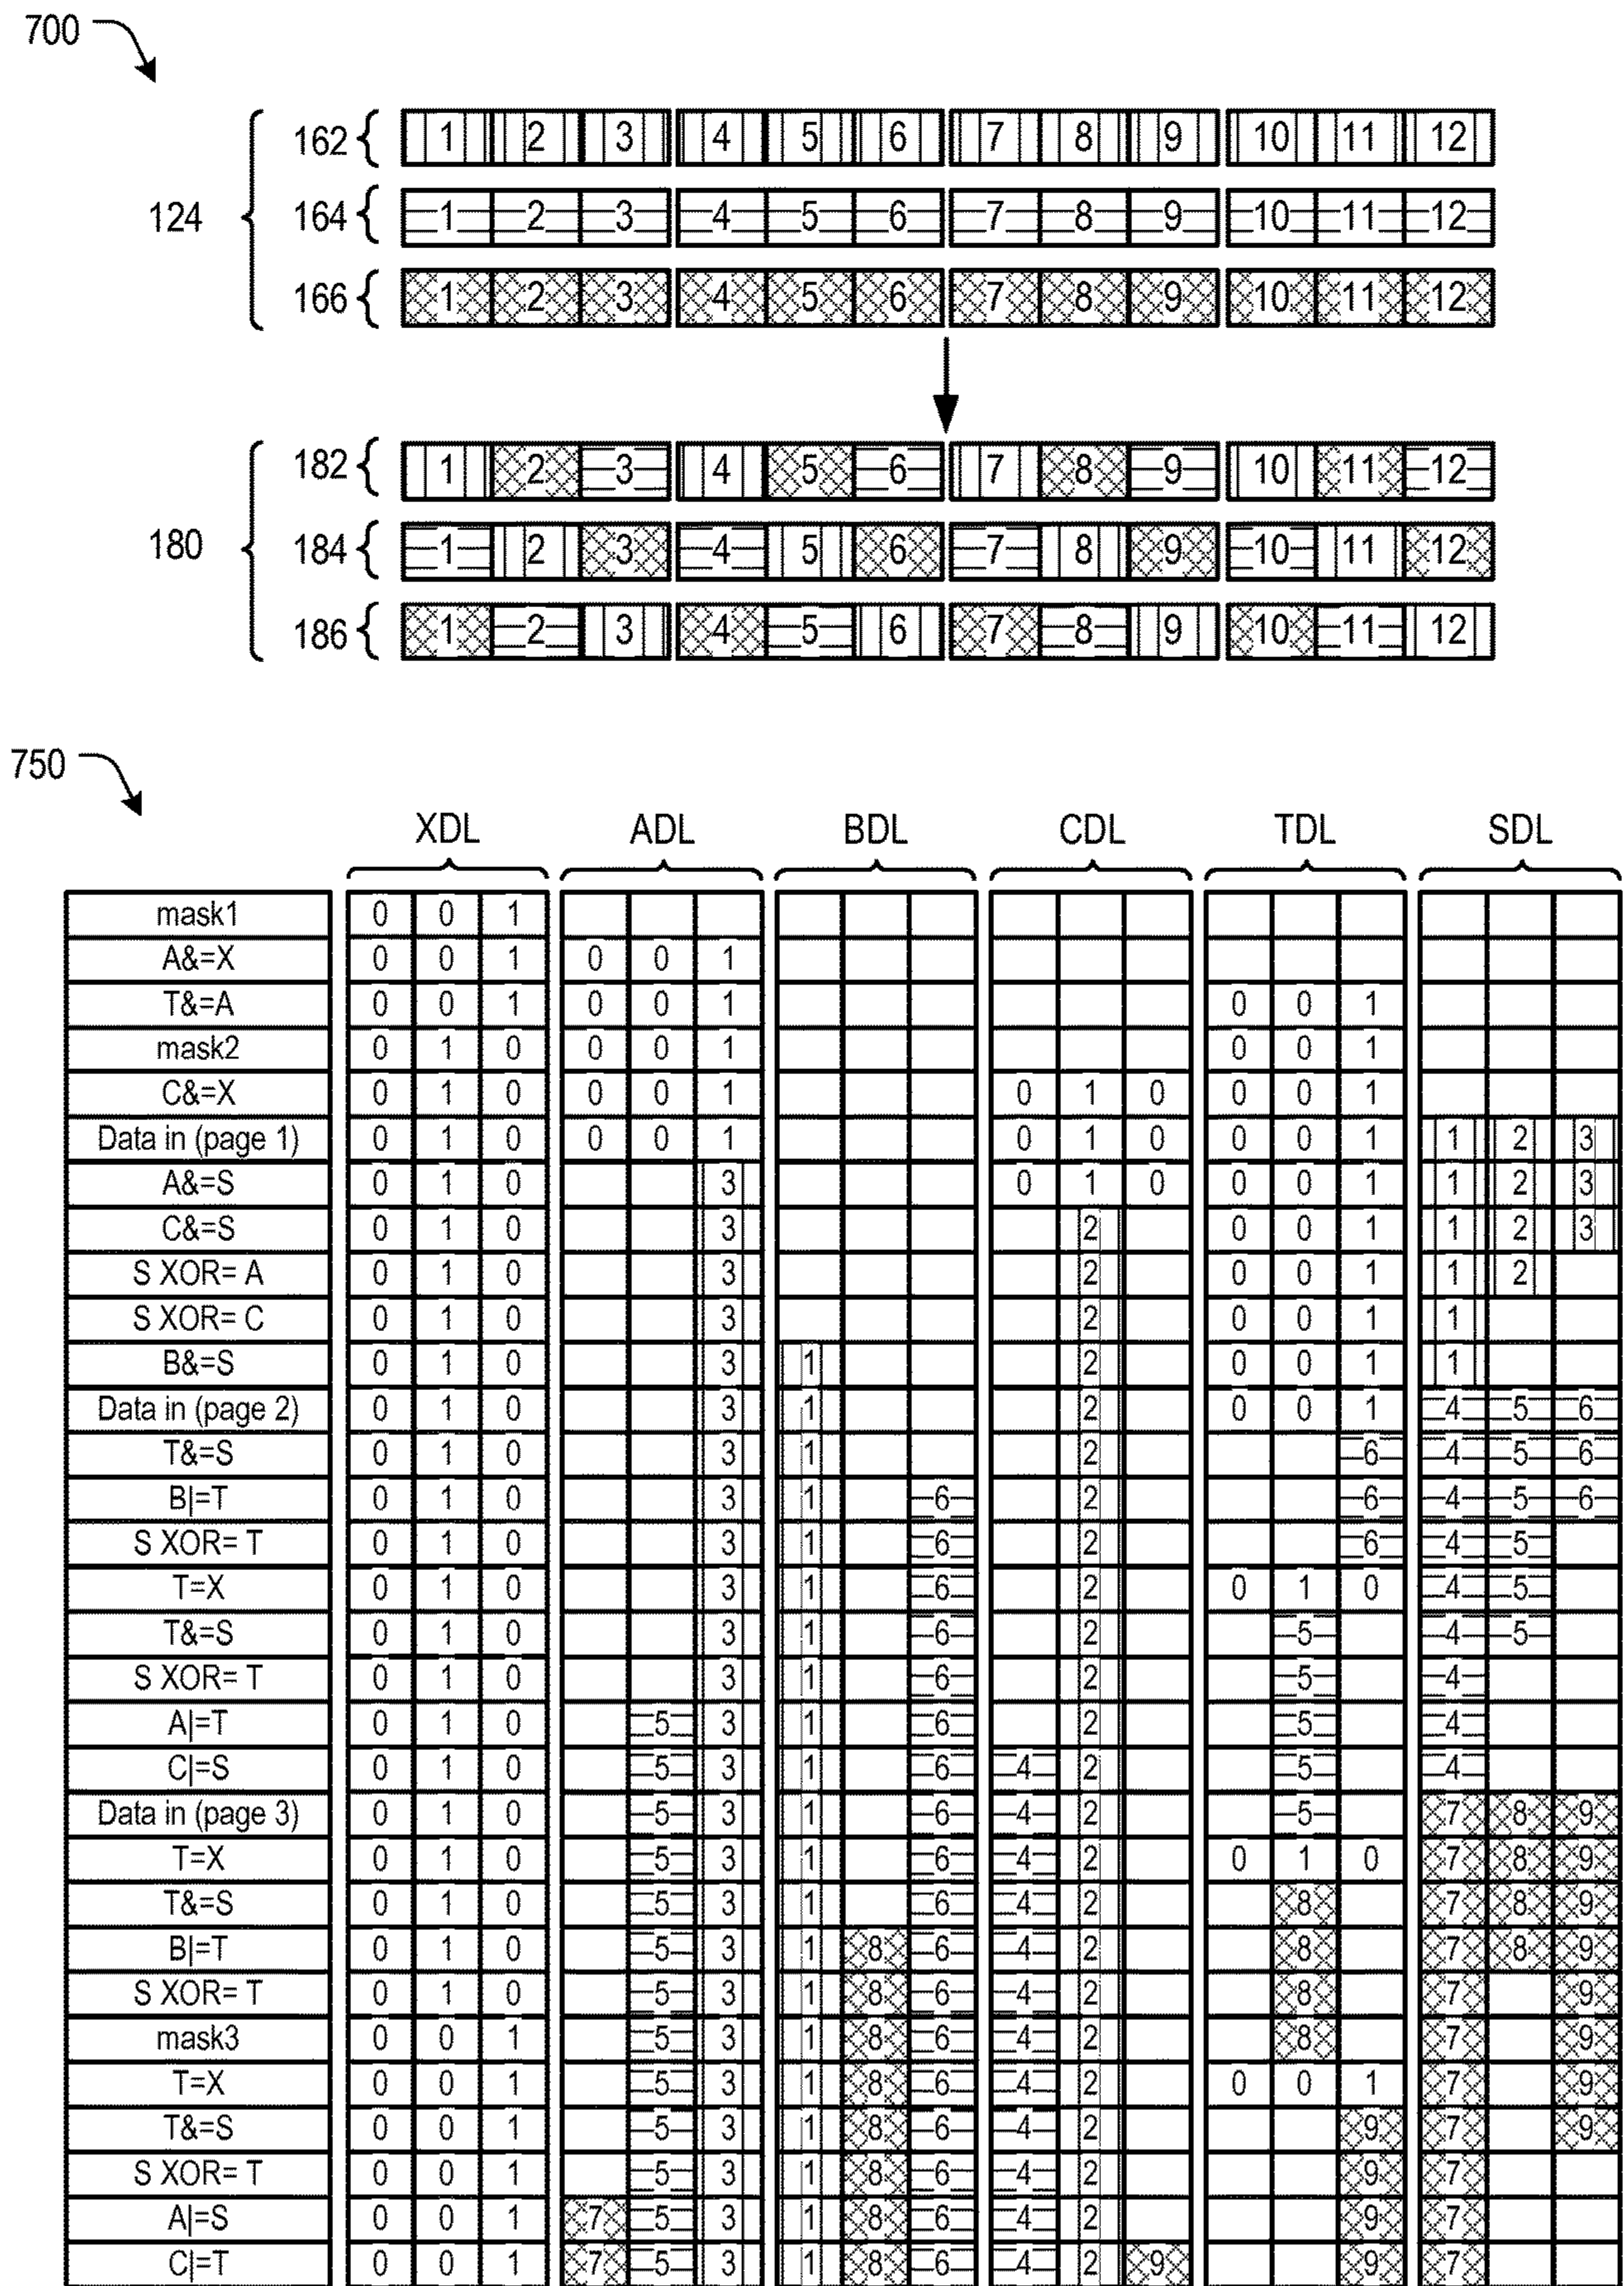 700
124
162 { 1 2 3 4 5 6 7 8 9 10 11 12
164 { 1 2 3 4 5 6 7 8 9 10 11 12
166 { 1 2 3 4 5 6 7 8 9 10 11 12
180
182 { 1 2 3 4 5 6 7 8 9 10 11 12
184 { 1 2 3 4 5 6 7 8 9 10 11 12
186 { 1 2 3 4 5 6 7 8 9 10 11 12
750
XDL ADL BDL CDL TDL SDL
mask1 0 0 1
A&=X 0 0 1 0 0 1
T&=A 0 0 1 0 0 1 0 0 1
mask2 0 1 0 0 0 1 0 0 1
C&=X 0 1 0 0 0 1 0 1 0 0 0 1
Data in (page 1) 0 1 0 0 0 1 0 1 0 0 0 1 1 2 3
A&=S 0 1 0 3 0 1 0 0 0 1 1 2 3
C&=S 0 1 0 3 2 0 0 1 1 2 3
S XOR= A 0 1 0 3 2 0 0 1 1 2
S XOR= C 0 1 0 3 2 0 0 1 1
B&=S 0 1 0 3 1 2 0 0 1 1
Data in (page 2) 0 1 0 3 1 2 0 0 1 4 5 6
T&=S 0 1 0 3 1 2 6 4 5 6
B|=T 0 1 0 3 1 6 2 6 4 5 6
S XOR= T 0 1 0 3 1 6 2 6 4 5
T=X 0 1 0 3 1 6 2 0 1 0 4 5
T&=S 0 1 0 3 1 6 2 5 4 5
S XOR= T 0 1 0 3 1 6 2 5 4
A|=T 0 1 0 5 3 1 6 2 5 4
C|=S 0 1 0 5 3 1 6 4 2 5 4
Data in (page 3) 0 1 0 5 3 1 6 4 2 5 7 8 9
T=X 0 1 0 5 3 1 6 4 2 0 1 0 7 8 9
T&=S 0 1 0 5 3 1 6 4 2 8 7 8 9
B|=T 0 1 0 5 3 1 8 6 4 2 8 7 8 9
S XOR= T 0 1 0 5 3 1 8 6 4 2 8 7 9
mask3 0 0 1 5 3 1 8 6 4 2 8 7 9
T=X 0 0 1 5 3 1 8 6 4 2 0 0 1 7 9
T&=S 0 0 1 5 3 1 8 6 4 2 9 7 9
S XOR= T 0 0 1 5 3 1 8 6 4 2 9 7
A|=S 0 0 1 7 5 3 1 8 6 4 2 9 7
C|=T 0 0 1 7 5 3 1 8 6 4 2 9 9 7